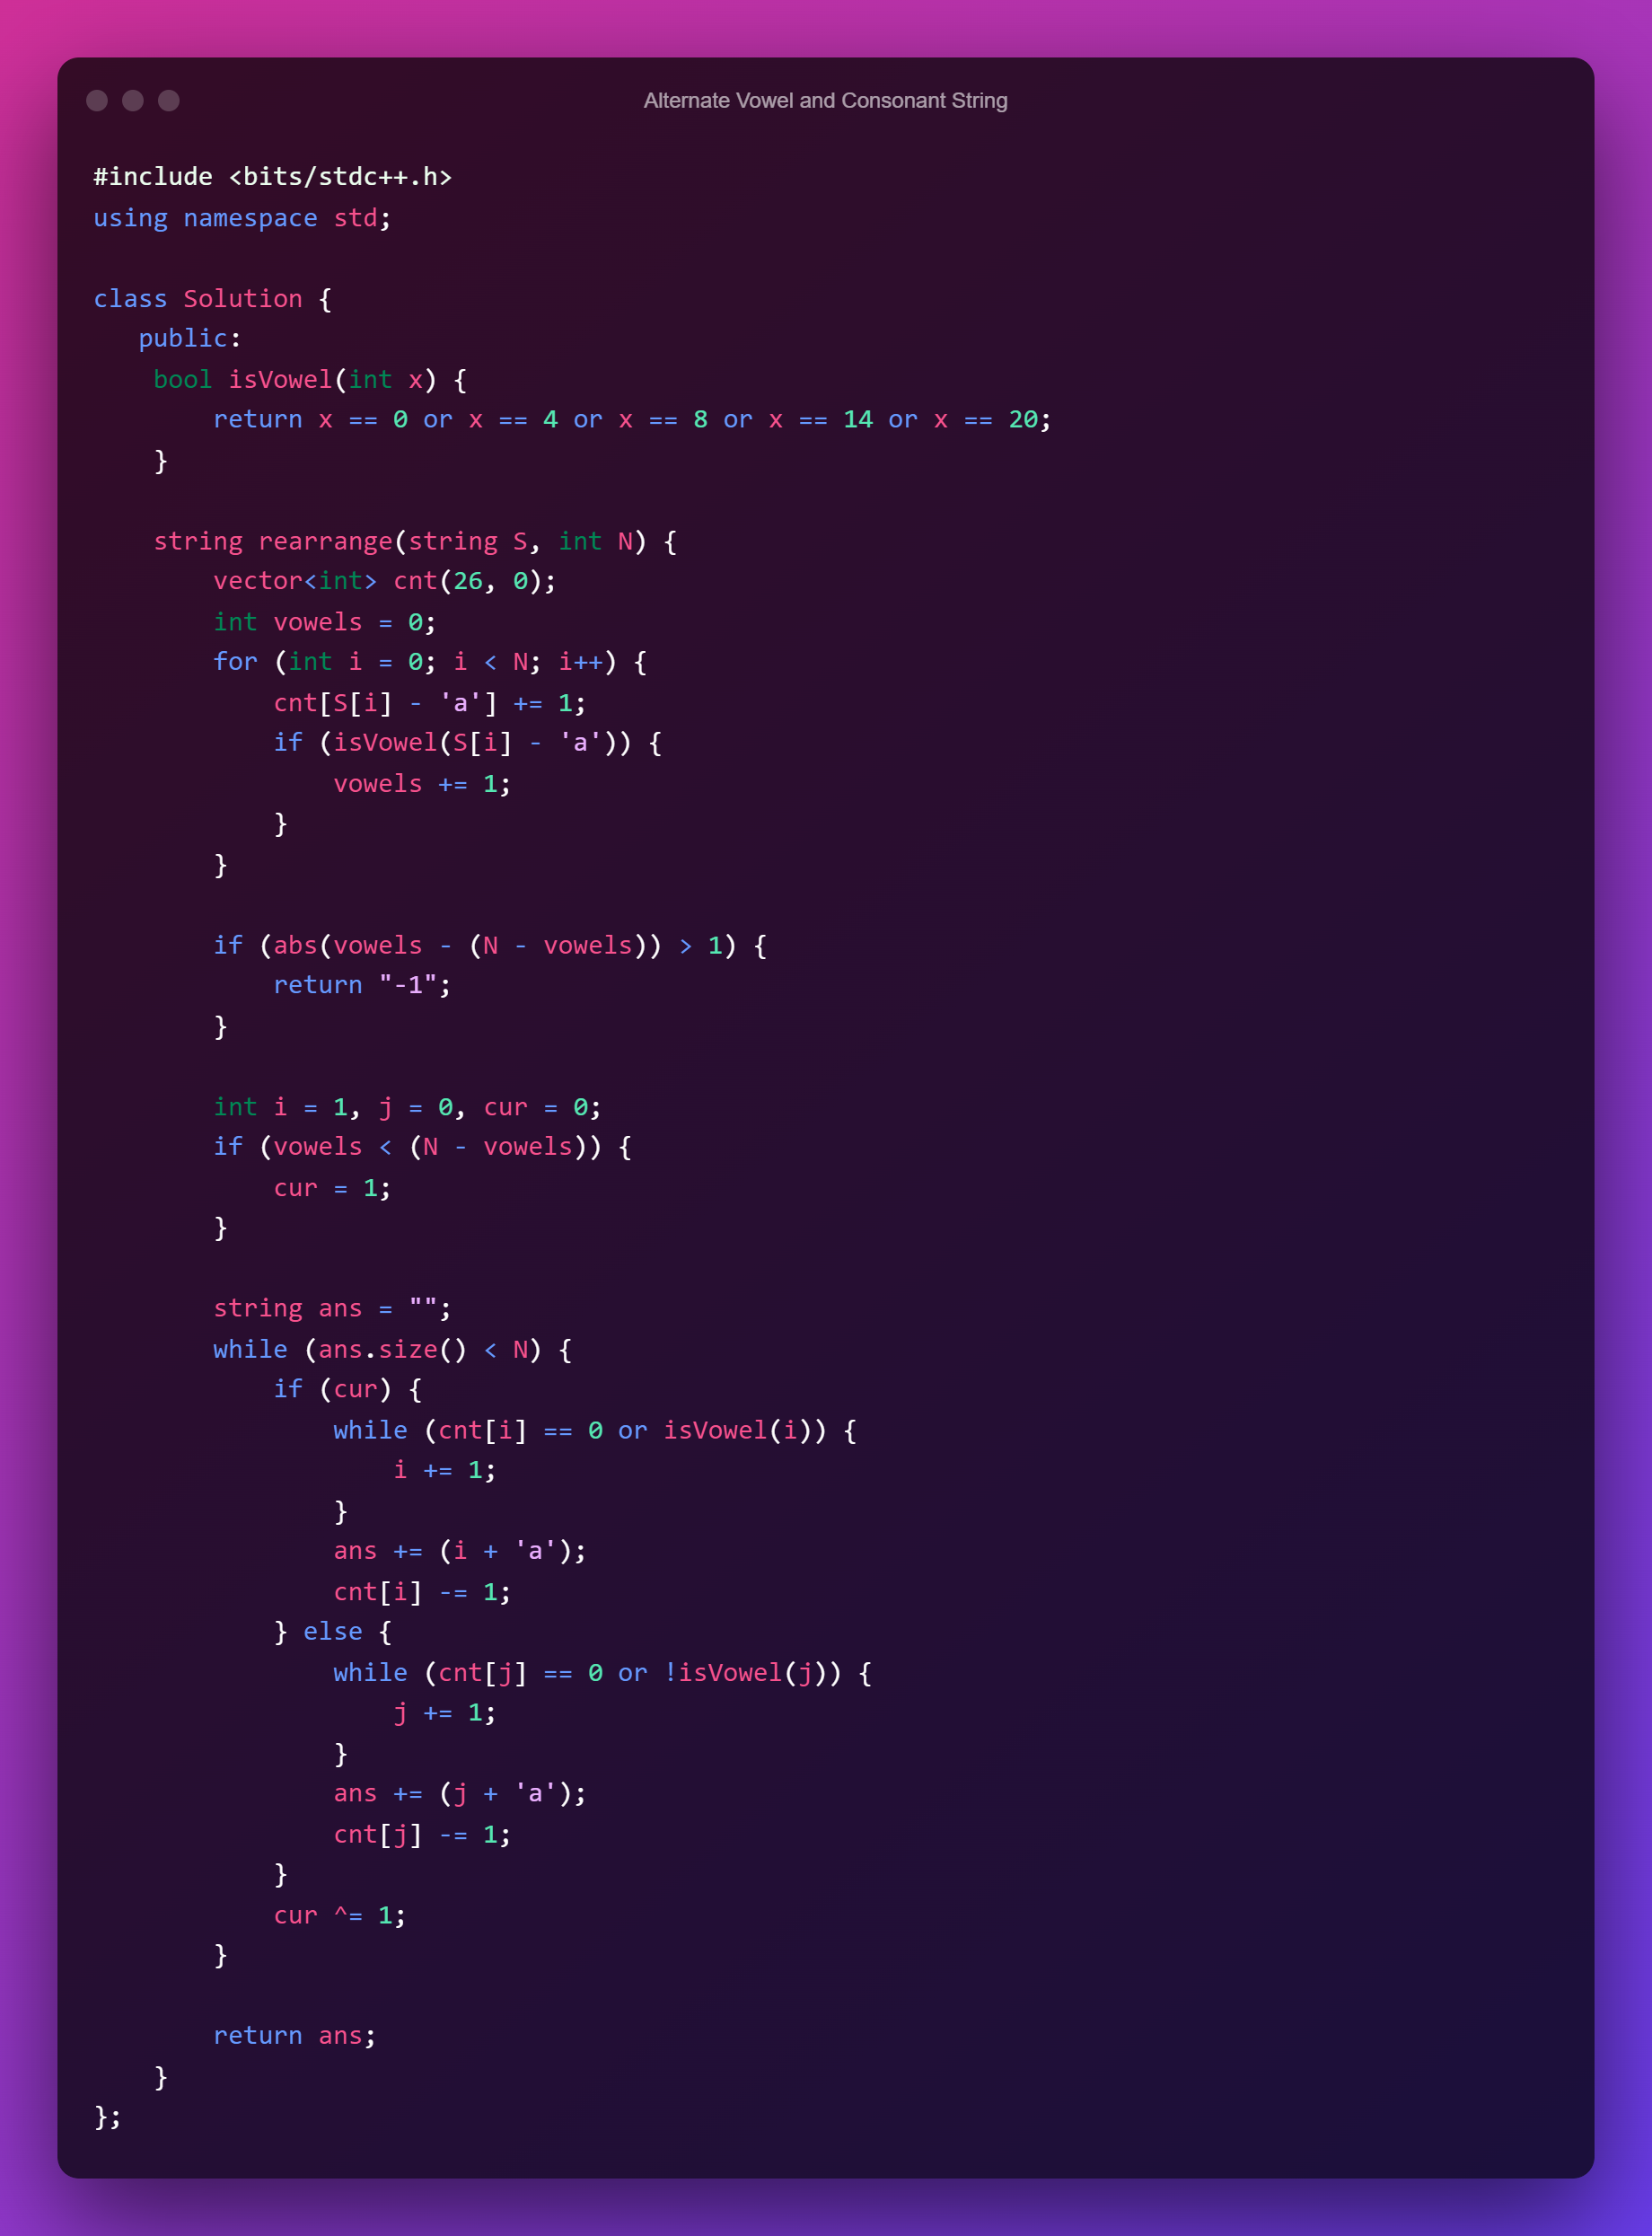 Alternate Vowel and Consonant String
#include <bits/stdc++.h>
using namespace std;

class Solution {
   public:
    bool isVowel(int x) {
        return x == 0 or x == 4 or x == 8 or x == 14 or x == 20;
    }

    string rearrange(string S, int N) {
        vector<int> cnt(26, 0);
        int vowels = 0;
        for (int i = 0; i < N; i++) {
            cnt[S[i] - 'a'] += 1;
            if (isVowel(S[i] - 'a')) {
                vowels += 1;
            }
        }

        if (abs(vowels - (N - vowels)) > 1) {
            return "-1";
        }

        int i = 1, j = 0, cur = 0;
        if (vowels < (N - vowels)) {
            cur = 1;
        }

        string ans = "";
        while (ans.size() < N) {
            if (cur) {
                while (cnt[i] == 0 or isVowel(i)) {
                    i += 1;
                }
                ans += (i + 'a');
                cnt[i] -= 1;
            } else {
                while (cnt[j] == 0 or !isVowel(j)) {
                    j += 1;
                }
                ans += (j + 'a');
                cnt[j] -= 1;
            }
            cur ^= 1;
        }

        return ans;
    }
};